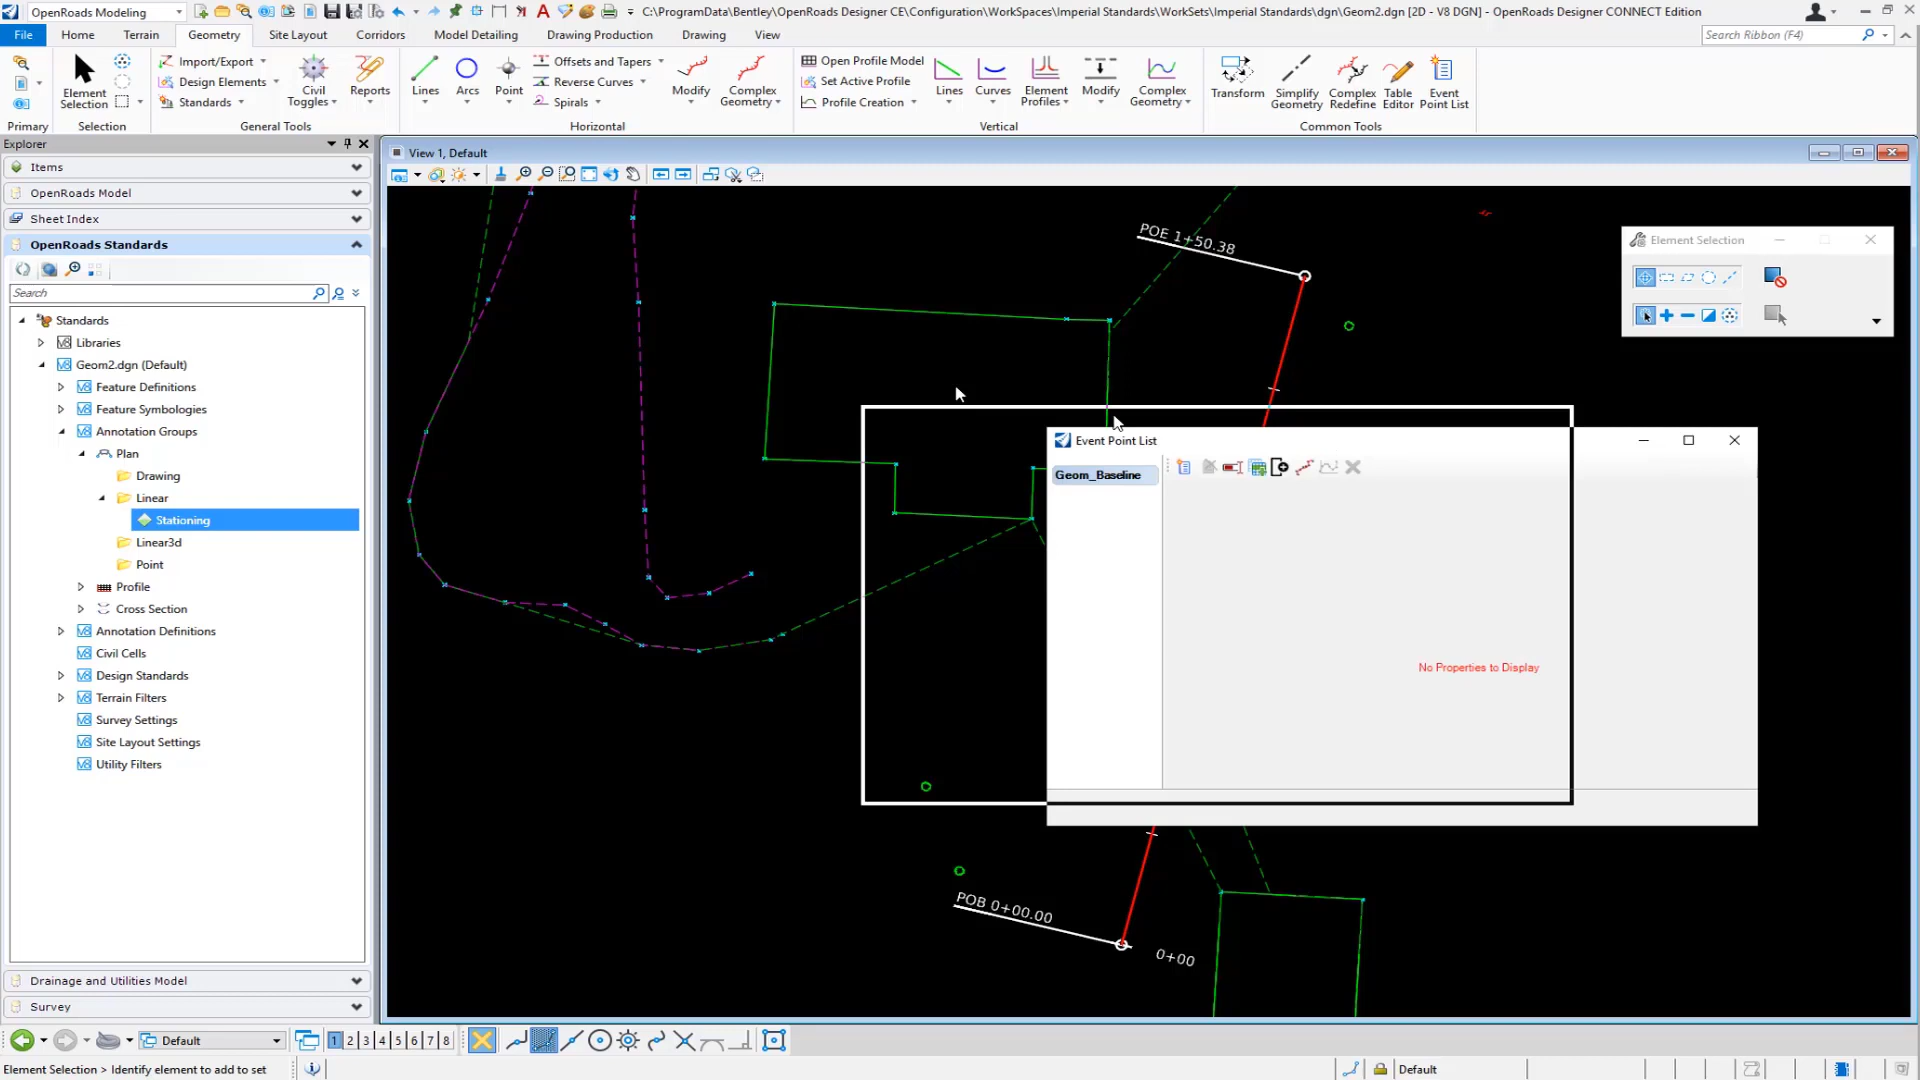 OpenRoads Modeling
C:\ProgramData\Bentley\OpenRoads Designer CE\Configuration\WorkSpaces\Imperial Standards\WorkSets\Imperial Standards\dgn\Geom2.dgn [2D - V8 DGN] - OpenRoads Designer CONNECT Edition
File Home Terrain Geometry Site Layout Corridors Model Detailing Drawing Production Drawing View
Search Ribbon (F4)
Element Selection
Import/Export
Design Elements
Standards
Civil Toggles
Reports
Lines
Arcs
Point
Offsets and Tapers
Reverse Curves
Spirals
Modify
Complex Geometry
Open Profile Model
Set Active Profile
Profile Creation
Lines
Curves
Element Profiles
Modify
Complex Geometry
Transform
Simplify Geometry
Complex Redefine
Table Editor
Event Point List
Primary
Selection
General Tools
Horizontal
Vertical
Common Tools
Explorer
Items
OpenRoads Model
Sheet Index
OpenRoads Standards
Search
Standards
Libraries
Geom2.dgn (Default)
Feature Definitions
Feature Symbologies
Annotation Groups
Plan
Drawing
Linear
Stationing
Linear3d
Point
Profile
Cross Section
Annotation Definitions
Civil Cells
Design Standards
Terrain Filters
Survey Settings
Site Layout Settings
Utility Filters
Drainage and Utilities Model
Survey
View 1, Default
POE 1+50.38
Element Selection
Event Point List
Geom_Baseline
No Properties to Display
POB 0+00.00
0+00
Default
1 2 3 4 5 6 7 8
Element Selection > Identify element to add to set
Default